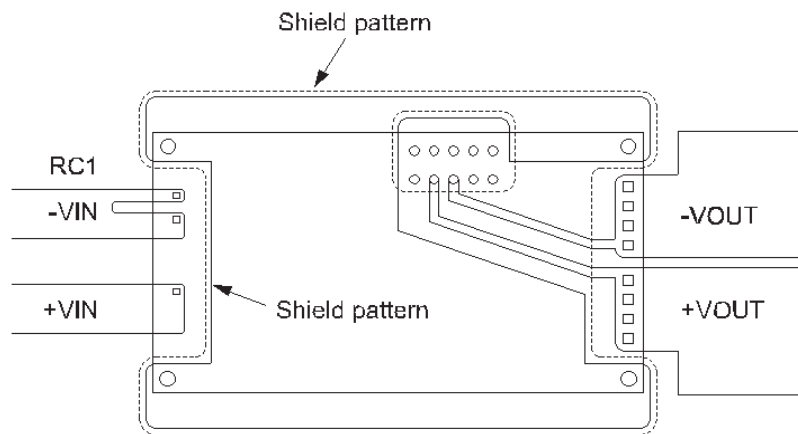 Shield pattern
RC1
-VIN
-VOUT
+VIN
Shield pattern
+VOUT